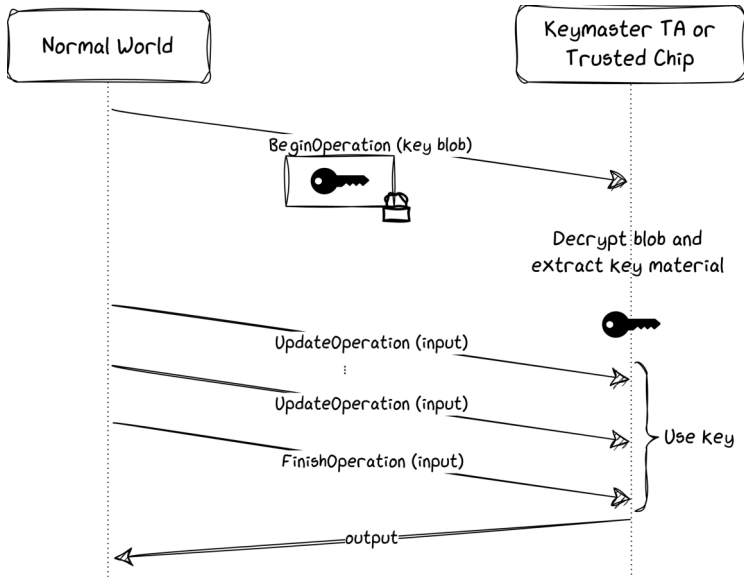 Normal World
Keymaster TA or
Trusted Chip
BeginOperation (key blob)
Decrypt blob and
extract key material
UpdateOperation (input)
...
UpdateOperation (input)
Use key
FinishOperation (input)
output